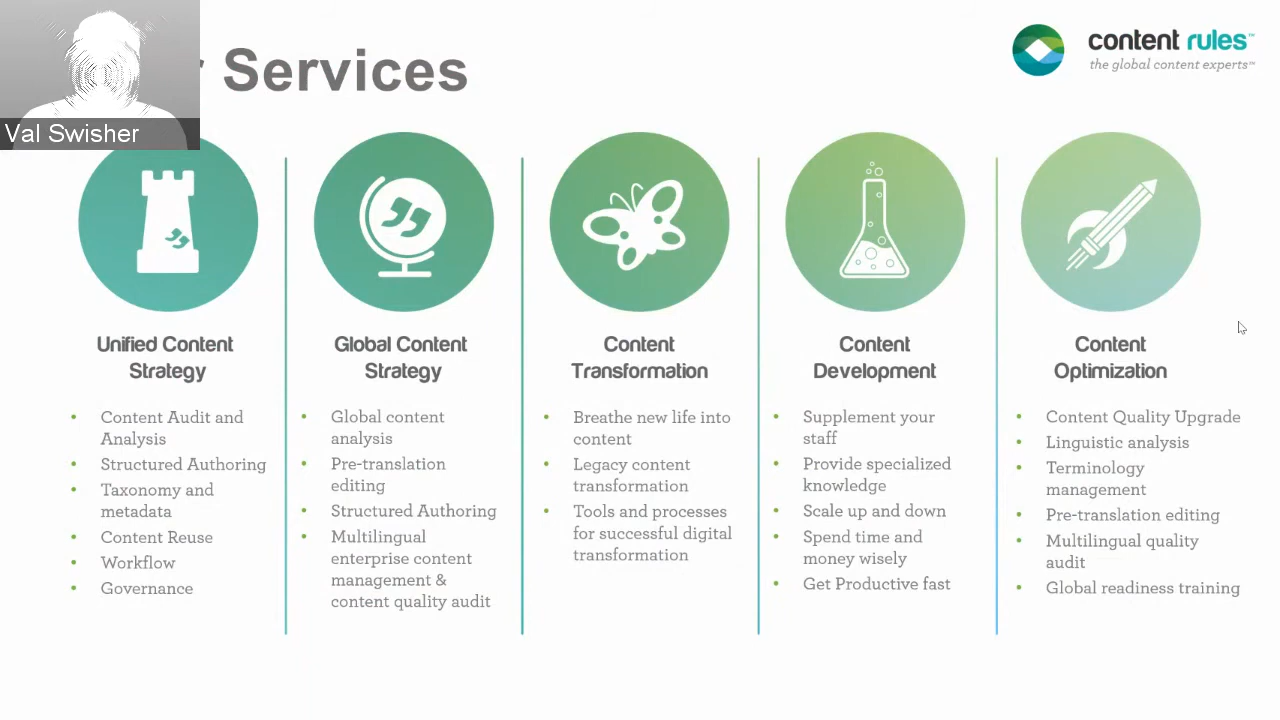 r Services
content rules™
the global content experts™
Val Swisher
Unified Content
Strategy
• Content Audit and
Analysis
• Structured Authoring
• Taxonomy and
metadata
• Content Reuse
• Workflow
• Governance
Global Content
Strategy
• Global content
analysis
• Pre-translation
editing
• Structured Authoring
• Multilingual
enterprise content
management &
content quality audit
Content
Transformation
• Breathe new life into
content
• Legacy content
transformation
• Tools and processes
for successful digital
transformation
Content
Development
• Supplement your
staff
• Provide specialized
knowledge
• Scale up and down
• Spend time and
money wisely
• Get Productive fast
Content
Optimization
• Content Quality Upgrade
• Linguistic analysis
• Terminology
management
• Pre-translation editing
• Multilingual quality
audit
• Global readiness training